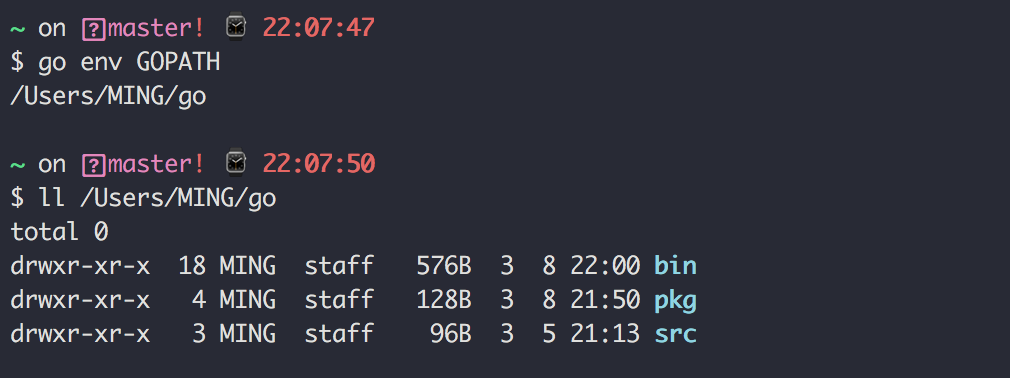 ~ on master! 22:07:47
$ go env GOPATH
/Users/MING/go
~ on master! 22:07:50
$ ll /Users/MING/go
total 0
drwxr-xr-x  18 MING  staff   576B  3  8 22:00 bin
drwxr-xr-x   4 MING  staff   128B  3  8 21:50 pkg
drwxr-xr-x   3 MING  staff    96B  3  5 21:13 src